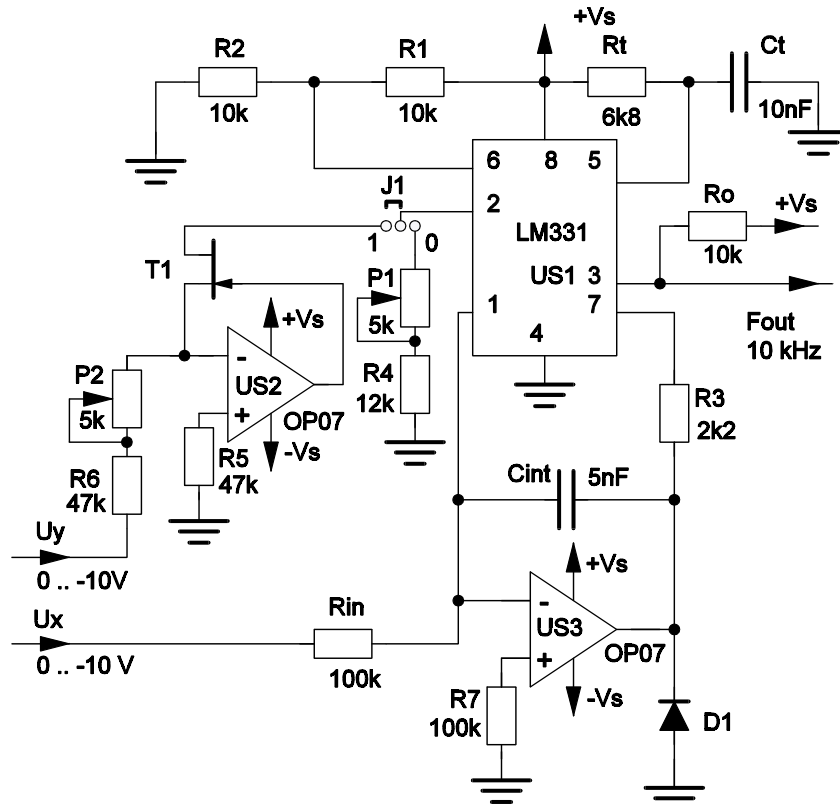 +Vs
R2
R1
Rt
Ct
10k
10k
6k8
10nF
6
8
5
J1
2
Ro
+Vs
LM331
1
0
T1
P1
US1
3
10k
5k
1
7
+Vs
4
Fout
10 kHz
P2
-
US2
R4
5k
+
OP07
12k
R3
2k2
R5
-Vs
R6
47k
47k
Cint
5nF
Uy
0 .. -10V
+Vs
Ux
Rin
-
US3
0 .. -10 V
+
OP07
100k
R7
-Vs
100k
D1